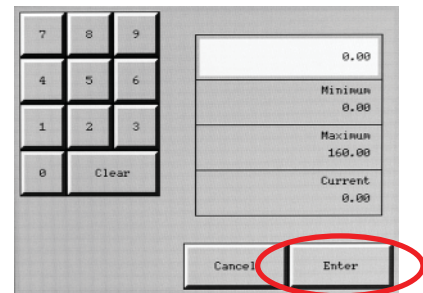 7 8 9
4 5 6
1 2 3
0 Clear
0.00
Minimum
0.00
Maximum
160.00
Current
0.00
Cancel Enter